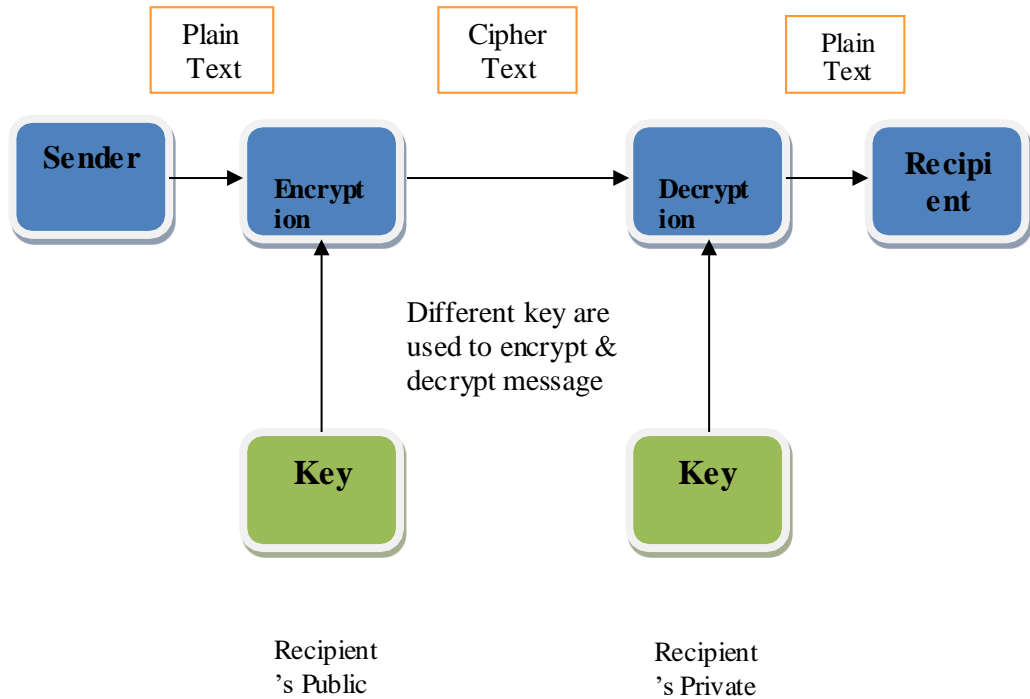 Plain
Text
Cipher
Text
Plain
Text
Sender
Encrypt
ion
Decrypt
ion
Recipi
ent
Different key are
used to encrypt &
decrypt message
Key
Key
Recipient
’s Public
Recipient
’s Private